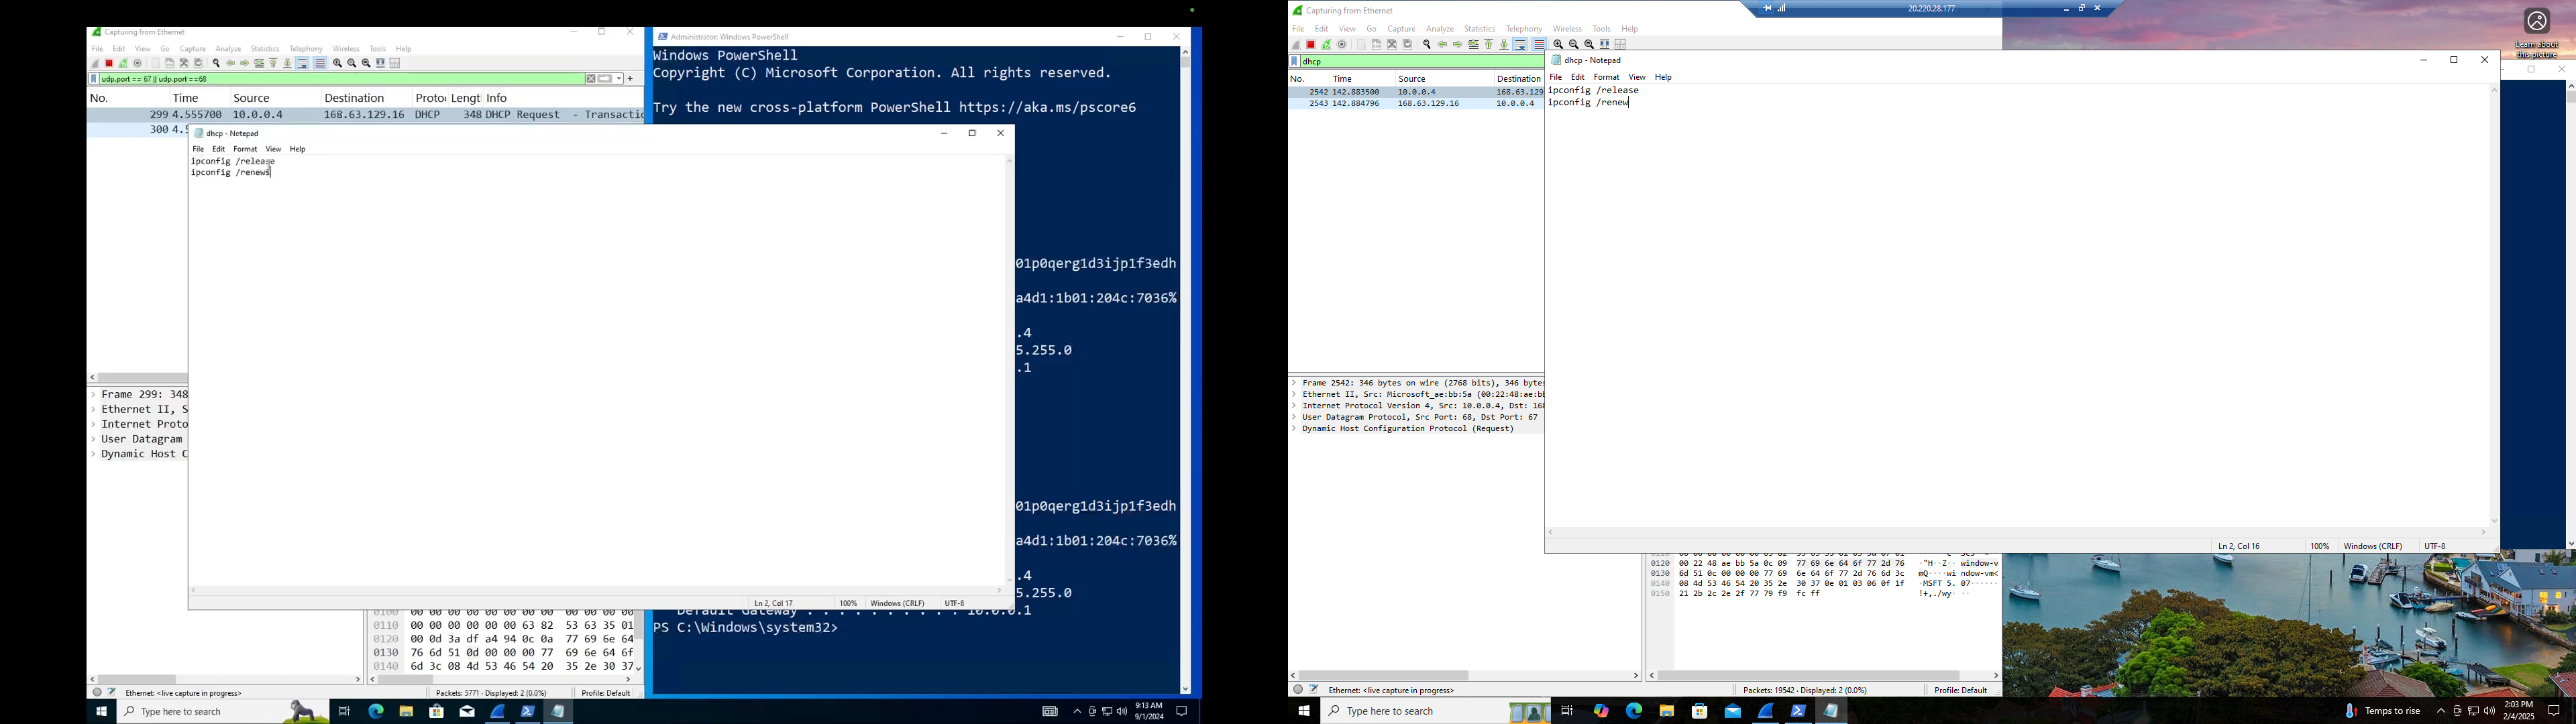 Capturing from Ethernet
File Edit View Go Capture Analyze Statistics Telephony Wireless Tools Help
udp.port == 67 || udp.port ==68
No. Time Source Destination Protoc Lengtl Info
299 4.555700 10.0.0.4 168.63.129.16 DHCP 348 DHCP Request - Transactic
300 4.5
Frame 299: 348
Ethernet II, S
Internet Proto
User Datagram
Dynamic Host C
0110 00 00 00 00 00 00 63 82 53 63 35 01
0120 00 0d 3a df a4 94 0c 0a 77 69 6e 64
0130 76 6d 51 0d 00 00 00 77 69 6e 64 6f
0140 6d 3c 08 4d 53 46 54 20 35 2e 30 37
Ethernet: <live capture in progress>
Packets: 5771 · Displayed: 2 (0.0%)
Profile: Default
dhcp - Notepad
File Edit Format View Help
ipconfig /release
ipconfig /renews
Ln 2, Col 17 100% Windows (CRLF) UTF-8
Administrator: Windows PowerShell
Windows PowerShell
Copyright (C) Microsoft Corporation. All rights reserved.
Try the new cross-platform PowerShell https://aka.ms/pscore6
01p0qerg1d3ijp1f3edh
a4d1:1b01:204c:7036%
.4
5.255.0
.1
01p0qerg1d3ijp1f3edh
a4d1:1b01:204c:7036%
.4
5.255.0
Default Gateway . . . . . . . . . : 10.0.0.1
PS C:\Windows\system32>
Type here to search
9:13 AM
9/1/2024
Capturing from Ethernet
20.220.28.177
File Edit View Go Capture Analyze Statistics Telephony Wireless Tools Help
dhcp
No. Time Source Destination
2542 142.883500 10.0.0.4 168.63.129
2543 142.884796 168.63.129.16 10.0.0.4
Frame 2542: 346 bytes on wire (2768 bits), 346 bytes
Ethernet II, Src: Microsoft_ae:bb:5a (00:22:48:ae:bb
Internet Protocol Version 4, Src: 10.0.0.4, Dst: 168
User Datagram Protocol, Src Port: 68, Dst Port: 67
Dynamic Host Configuration Protocol (Request)
dhcp - Notepad
File Edit Format View Help
ipconfig /release
ipconfig /renew
Ln 2, Col 16 100% Windows (CRLF) UTF-8
0120 00 22 48 ae bb 5a 0c 09 77 69 6e 64 6f 77 2d 76 ·"H··Z·· window-v
0130 6d 51 0c 00 00 00 77 69 6e 64 6f 77 2d 76 6d 3c mQ····wi ndow-vm<
0140 08 4d 53 46 54 20 35 2e 30 37 0e 01 03 06 0f 1f ·MSFT 5. 07······
0150 21 2b 2c 2e 2f 77 79 f9 fc ff !+,./wy· ··
Ethernet: <live capture in progress>
Packets: 19542 · Displayed: 2 (0.0%)
Profile: Default
Learn about
this picture
Type here to search
Temps to rise
2:03 PM
2/4/2025